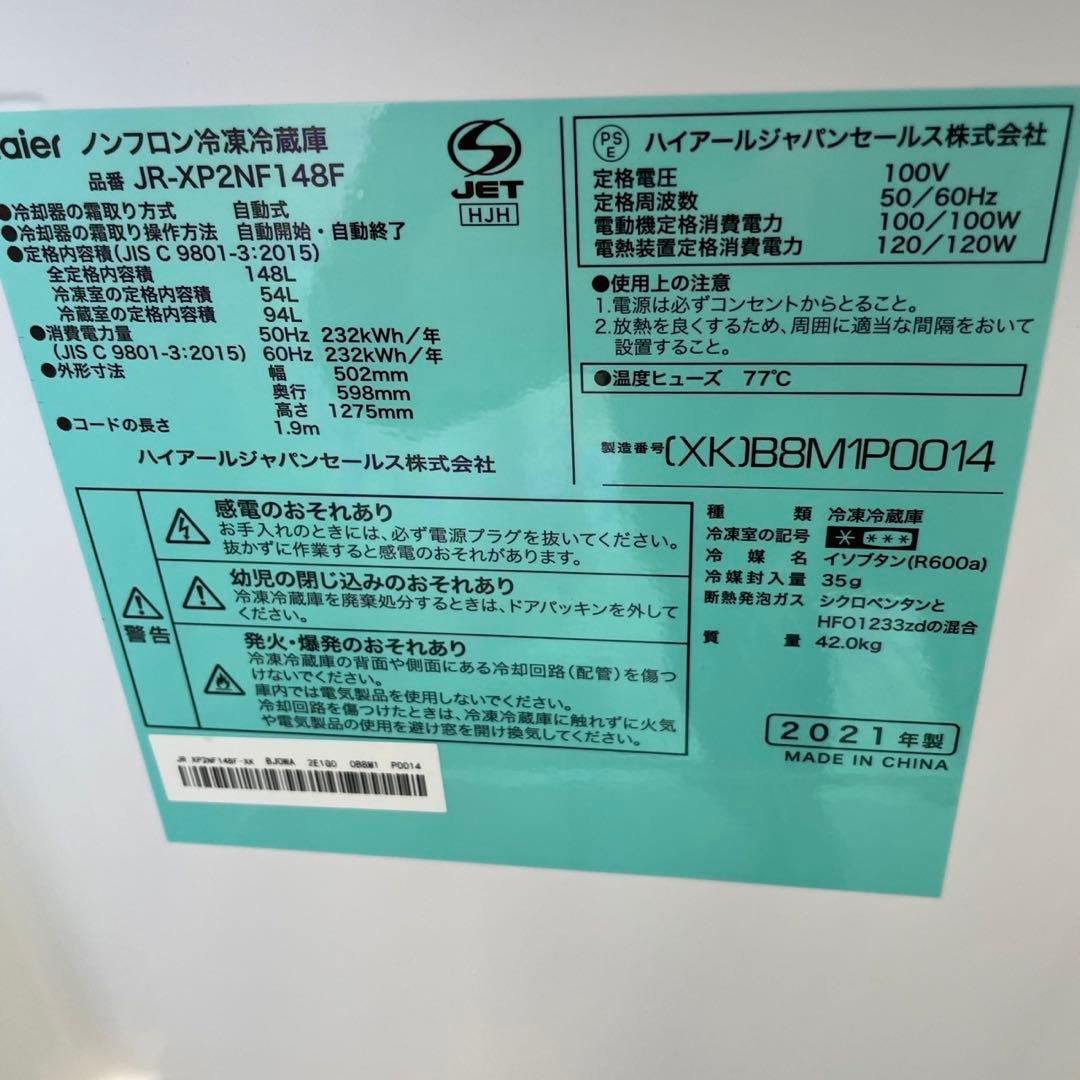 aier ノンフロン冷凍冷蔵庫
品番 JR-XP2NF148F
JET
HJH
●冷却器の霜取り方式 自動式
●冷却器の霜取り操作方法 自動開始・自動終了
●定格内容積(JIS C 9801-3:2015)
全定格内容積 148L
冷凍室の定格内容積 54L
冷蔵室の定格内容積 94L
●消費電力量 50Hz 232kWh/年
(JIS C 9801-3:2015) 60Hz 232kWh/年
●外形寸法 幅 502mm
奥行 598mm
高さ 1275mm
●コードの長さ 1.9m
ハイアールジャパンセールス株式会社
PS E ハイアールジャパンセールス株式会社
定格電圧 100V
定格周波数 50/60Hz
電動機定格消費電力 100/100W
電熱装置定格消費電力 120/120W
●使用上の注意
1.電源は必ずコンセントからとること。
2.放熱を良くするため、周囲に適当な間隔をおいて
設置すること。
●温度ヒューズ 77℃
製造番号 (XK)B8M1P0014
警告
感電のおそれあり
お手入れのときには、必ず電源プラグを抜いてください。
抜かずに作業すると感電のおそれがあります。
幼児の閉じ込みのおそれあり
冷凍冷蔵庫を廃棄処分するときは、ドアパッキンを外して
ください。
発火・爆発のおそれあり
冷凍冷蔵庫の背面や側面にある冷却回路(配管)を傷つ
けないでください。
庫内では電気製品を使用しないでください。
冷却回路を傷つけたときは、冷凍冷蔵庫に触れずに火気
や電気製品の使用を避け窓を開け換気してください。
種類 冷凍冷蔵庫
冷凍室の記号 * ***
冷媒名 イソブタン(R600a)
冷媒封入量 35g
断熱発泡ガス シクロペンタンと
HFO1233zdの混合
質量 42.0kg
2021年製
MADE IN CHINA
JR XP2NF148F-XK BJ0WA 2E1Q0 0B8M1 P0014